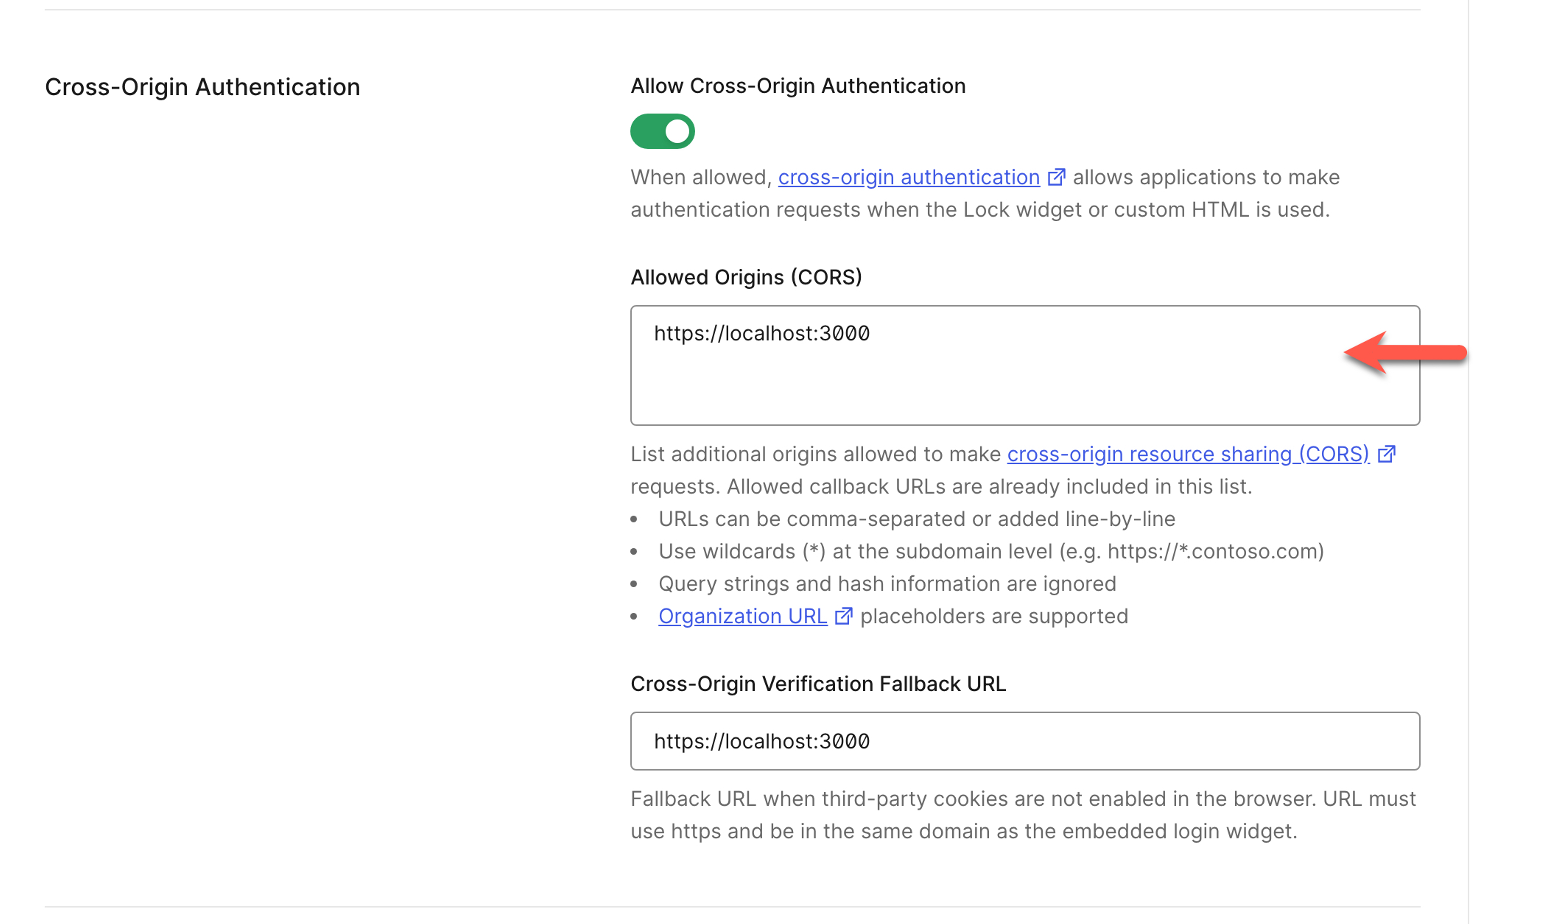 Cross-Origin Authentication
Allow Cross-Origin Authentication
When allowed, cross-origin authentication allows applications to make
authentication requests when the Lock widget or custom HTML is used.
Allowed Origins (CORS)
https://localhost:3000
List additional origins allowed to make cross-origin resource sharing (CORS)
requests. Allowed callback URLs are already included in this list.
• URLs can be comma-separated or added line-by-line
• Use wildcards (*) at the subdomain level (e.g. https://*.contoso.com)
• Query strings and hash information are ignored
• Organization URL placeholders are supported
Cross-Origin Verification Fallback URL
https://localhost:3000
Fallback URL when third-party cookies are not enabled in the browser. URL must
use https and be in the same domain as the embedded login widget.